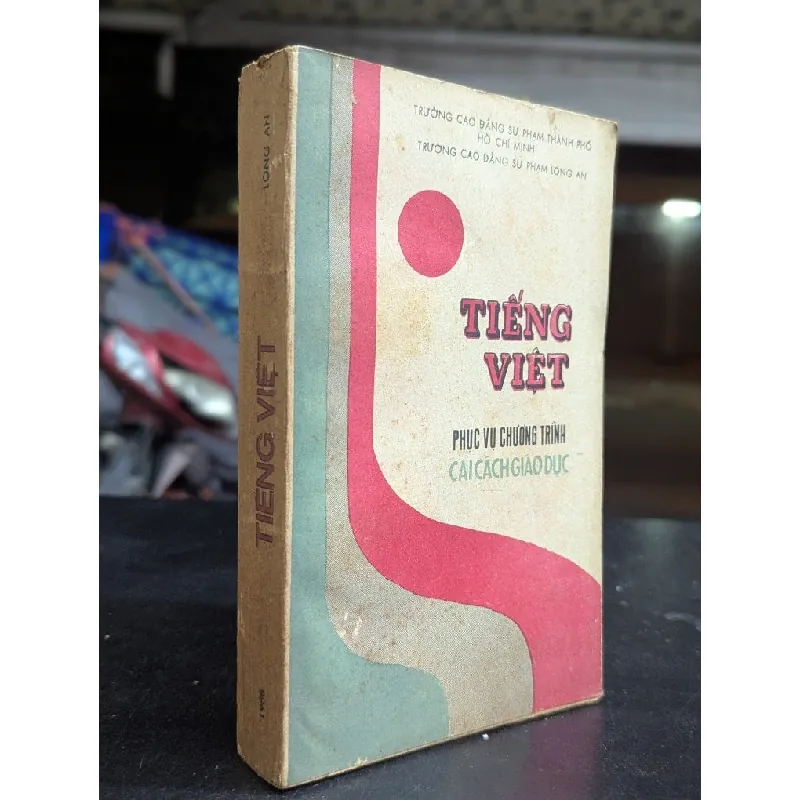 TRƯỜNG CAO ĐẲNG SƯ PHẠM THÀNH PHỐ
HỒ CHÍ MINH
TRƯỜNG CAO ĐẲNG SƯ PHẠM LONG AN
TIẾNG
VIỆT
PHỤC VỤ CHƯƠNG TRÌNH
CẢI CÁCH GIÁO DỤC
LONG AN
TIẾNG VIỆT